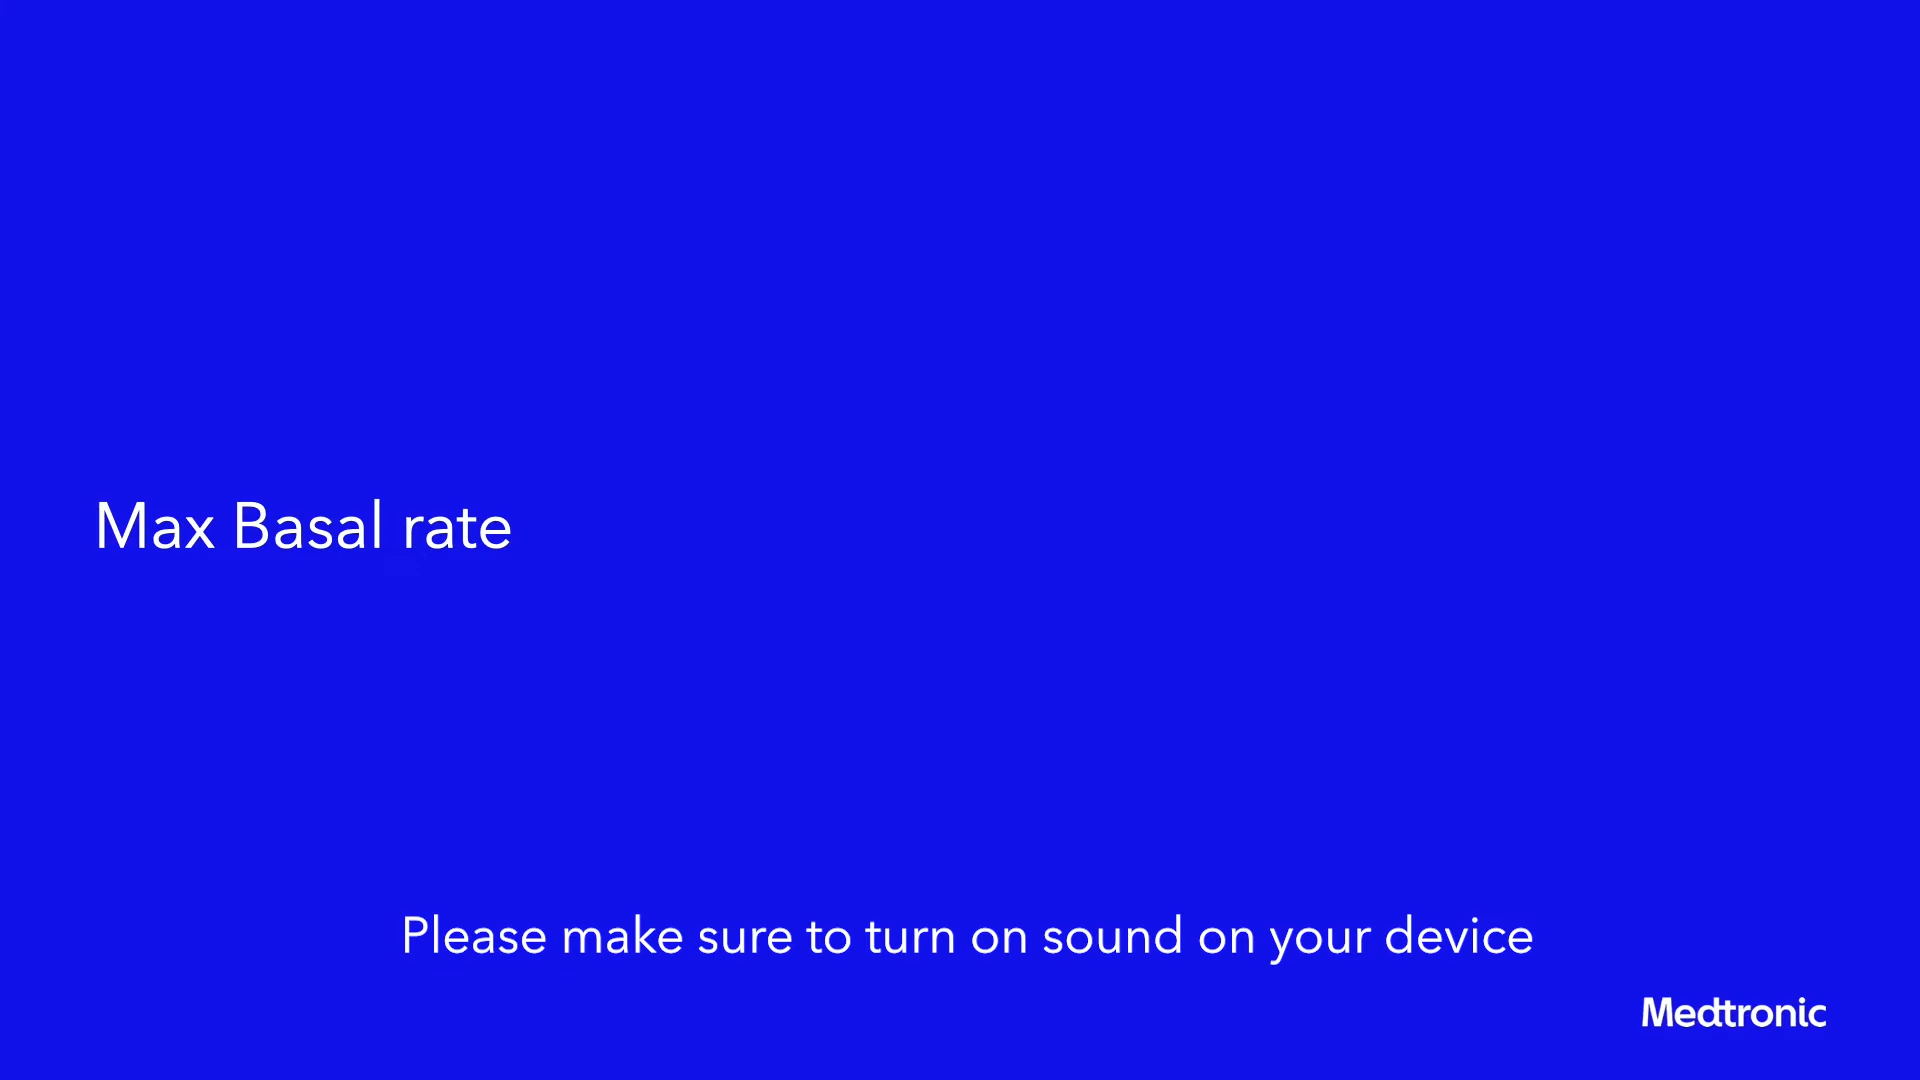 Max Basal rate
Please make sure to turn on sound on your device
Medtronic